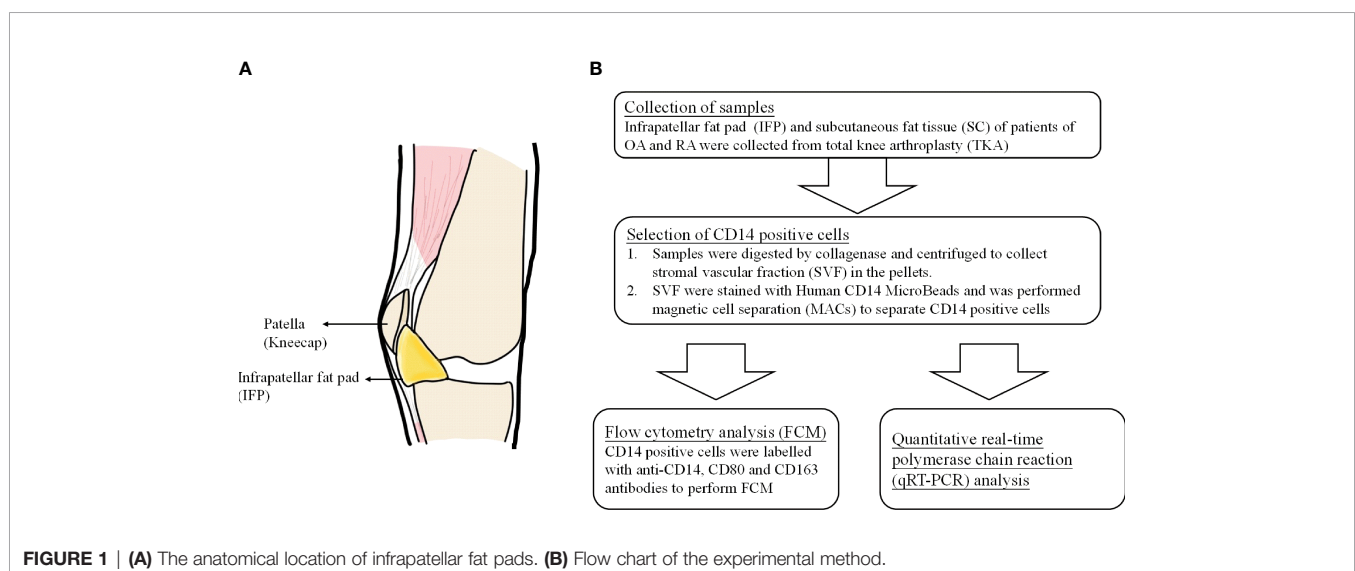 A
Patella
(Kneecap)
Infrapatellar fat pad
(IFP)
B
Collection of samples
Infrapatellar fat pad (IFP) and subcutaneous fat tissue (SC) of patients of
OA and RA were collected from total knee arthroplasty (TKA)
Selection of CD14 positive cells
1. Samples were digested by collagenase and centrifuged to collect
stromal vascular fraction (SVF) in the pellets.
2. SVF were stained with Human CD14 MicroBeads and was performed
magnetic cell separation (MACs) to separate CD14 positive cells
Flow cytometry analysis (FCM)
CD14 positive cells were labelled
with anti-CD14, CD80 and CD163
antibodies to perform FCM
Quantitative real-time
polymerase chain reaction
(qRT-PCR) analysis
FIGURE 1 | (A) The anatomical location of infrapatellar fat pads. (B) Flow chart of the experimental method.